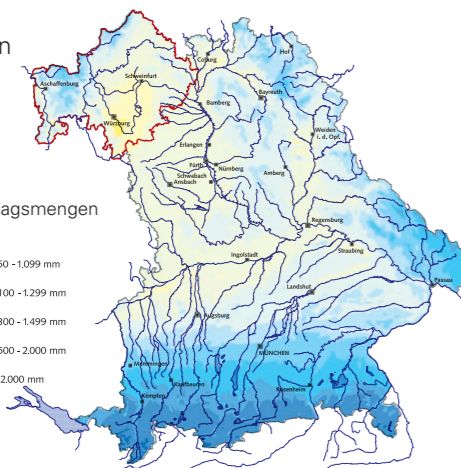 en
lagsmengen
50 - 1.099 mm
100 - 1.299 mm
300 - 1.499 mm
500 - 2.000 mm
2.000 mm
Hof
Coburg
Aschaffenburg
Schweinfurt
Bayreuth
Bamberg
Würzburg
Weiden
i. d. Opf.
Erlangen
Fürth
Nürnberg
Amberg
Schwabach
Ansbach
Regensburg
Straubing
Ingolstadt
Passau
Landshut
Augsburg
MÜNCHEN
Memmingen
Kaufbeuren
Rosenheim
Kempten